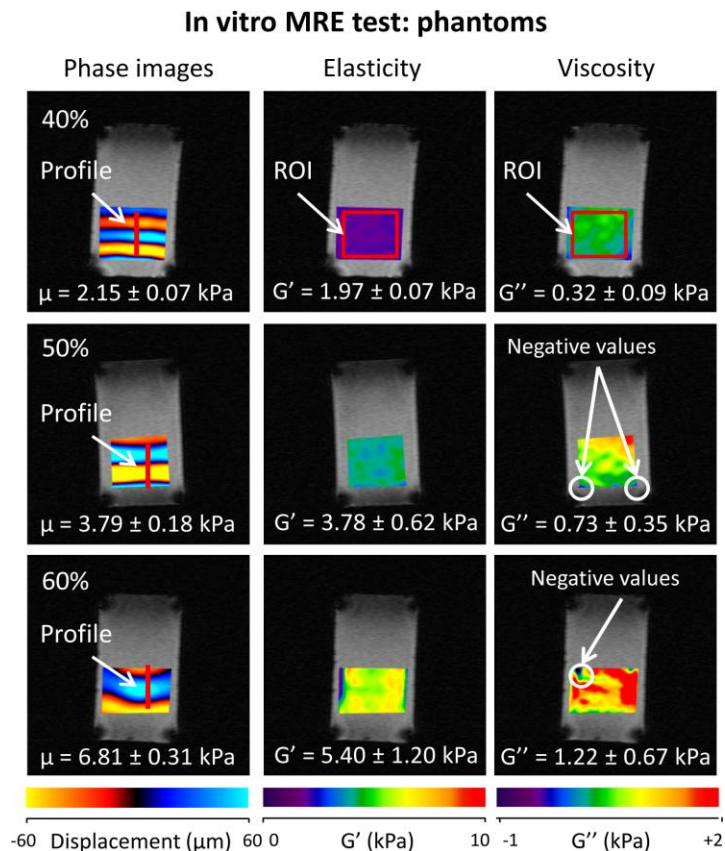 In vitro MRE test: phantoms
Phase images Elasticity Viscosity
40%
Profile ROI ROI
μ = 2.15 ± 0.07 kPa G’ = 1.97 ± 0.07 kPa G’’ = 0.32 ± 0.09 kPa
50%
Negative values
Profile
μ = 3.79 ± 0.18 kPa G’ = 3.78 ± 0.62 kPa G’’ = 0.73 ± 0.35 kPa
60%
Negative values
Profile
μ = 6.81 ± 0.31 kPa G’ = 5.40 ± 1.20 kPa G’’ = 1.22 ± 0.67 kPa
-60 Displacement (μm) 60 0 G’ (kPa) 10 -1 G’’ (kPa) +2